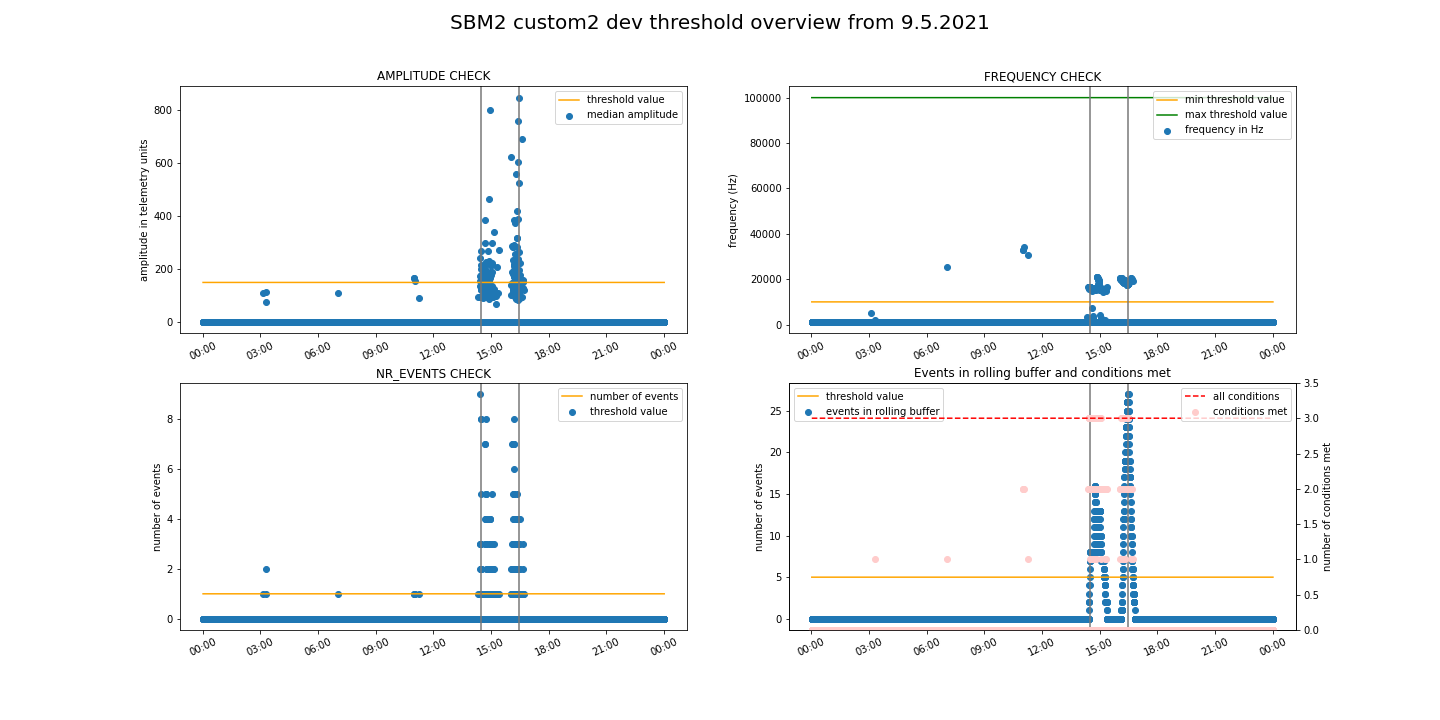 SBM2 custom2 dev threshold overview from 9.5.2021
AMPLITUDE CHECK
amplitude in telemetry units
800
600
400
200
0
threshold value
median amplitude
00:00 03:00 06:00 09:00 12:00 15:00 18:00 21:00 00:00
FREQUENCY CHECK
frequency (Hz)
100000
80000
60000
40000
20000
0
min threshold value
max threshold value
frequency in Hz
00:00 03:00 06:00 09:00 12:00 15:00 18:00 21:00 00:00
NR_EVENTS CHECK
number of events
8
6
4
2
0
number of events
threshold value
00:00 03:00 06:00 09:00 12:00 15:00 18:00 21:00 00:00
Events in rolling buffer and conditions met
number of events
25
20
15
10
5
0
threshold value
events in rolling buffer
all conditions
conditions met
3.5
3.0
2.5
2.0
1.5
1.0
0.5
0.0
number of conditions met
00:00 03:00 06:00 09:00 12:00 15:00 18:00 21:00 00:00